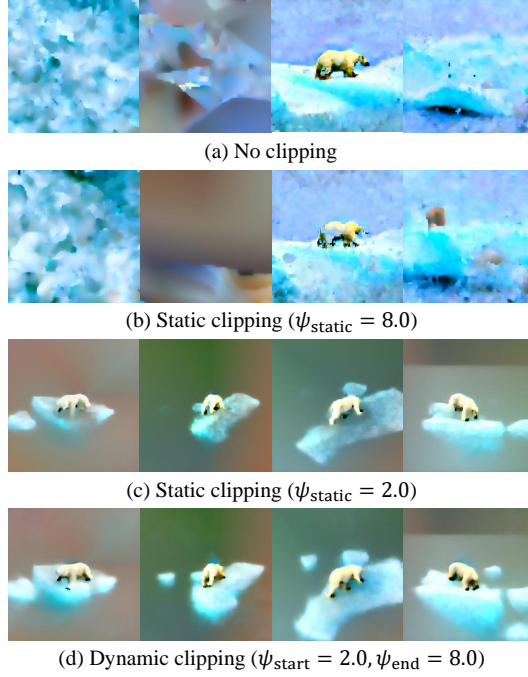 (a) No clipping
(b) Static clipping (ψstatic = 8.0)
(c) Static clipping (ψstatic = 2.0)
(d) Dynamic clipping (ψstart = 2.0, ψend = 8.0)